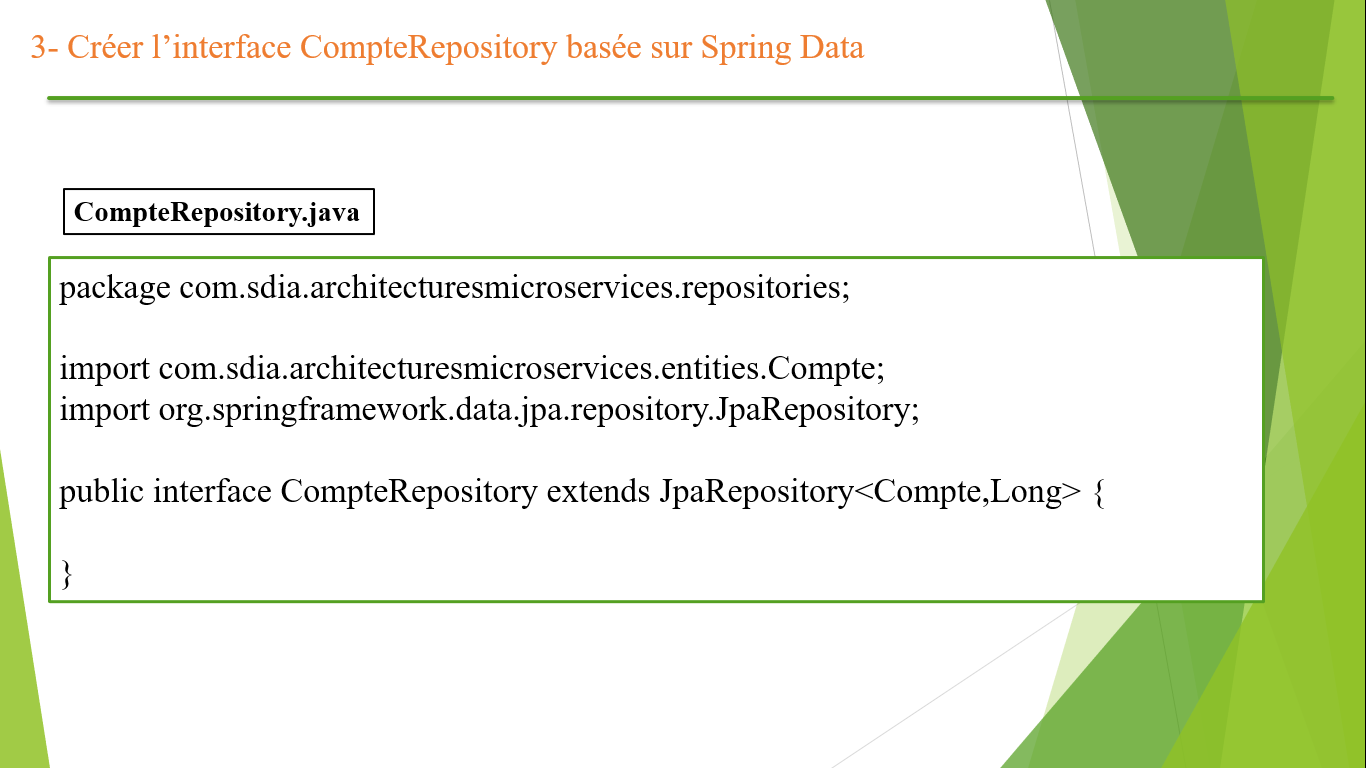 3- Créer l’interface CompteRepository basée sur Spring Data
CompteRepository.java
package com.sdia.architecturesmicroservices.repositories;
import com.sdia.architecturesmicroservices.entities.Compte;
import org.springframework.data.jpa.repository.JpaRepository;
public interface CompteRepository extends JpaRepository<Compte,Long> {
}